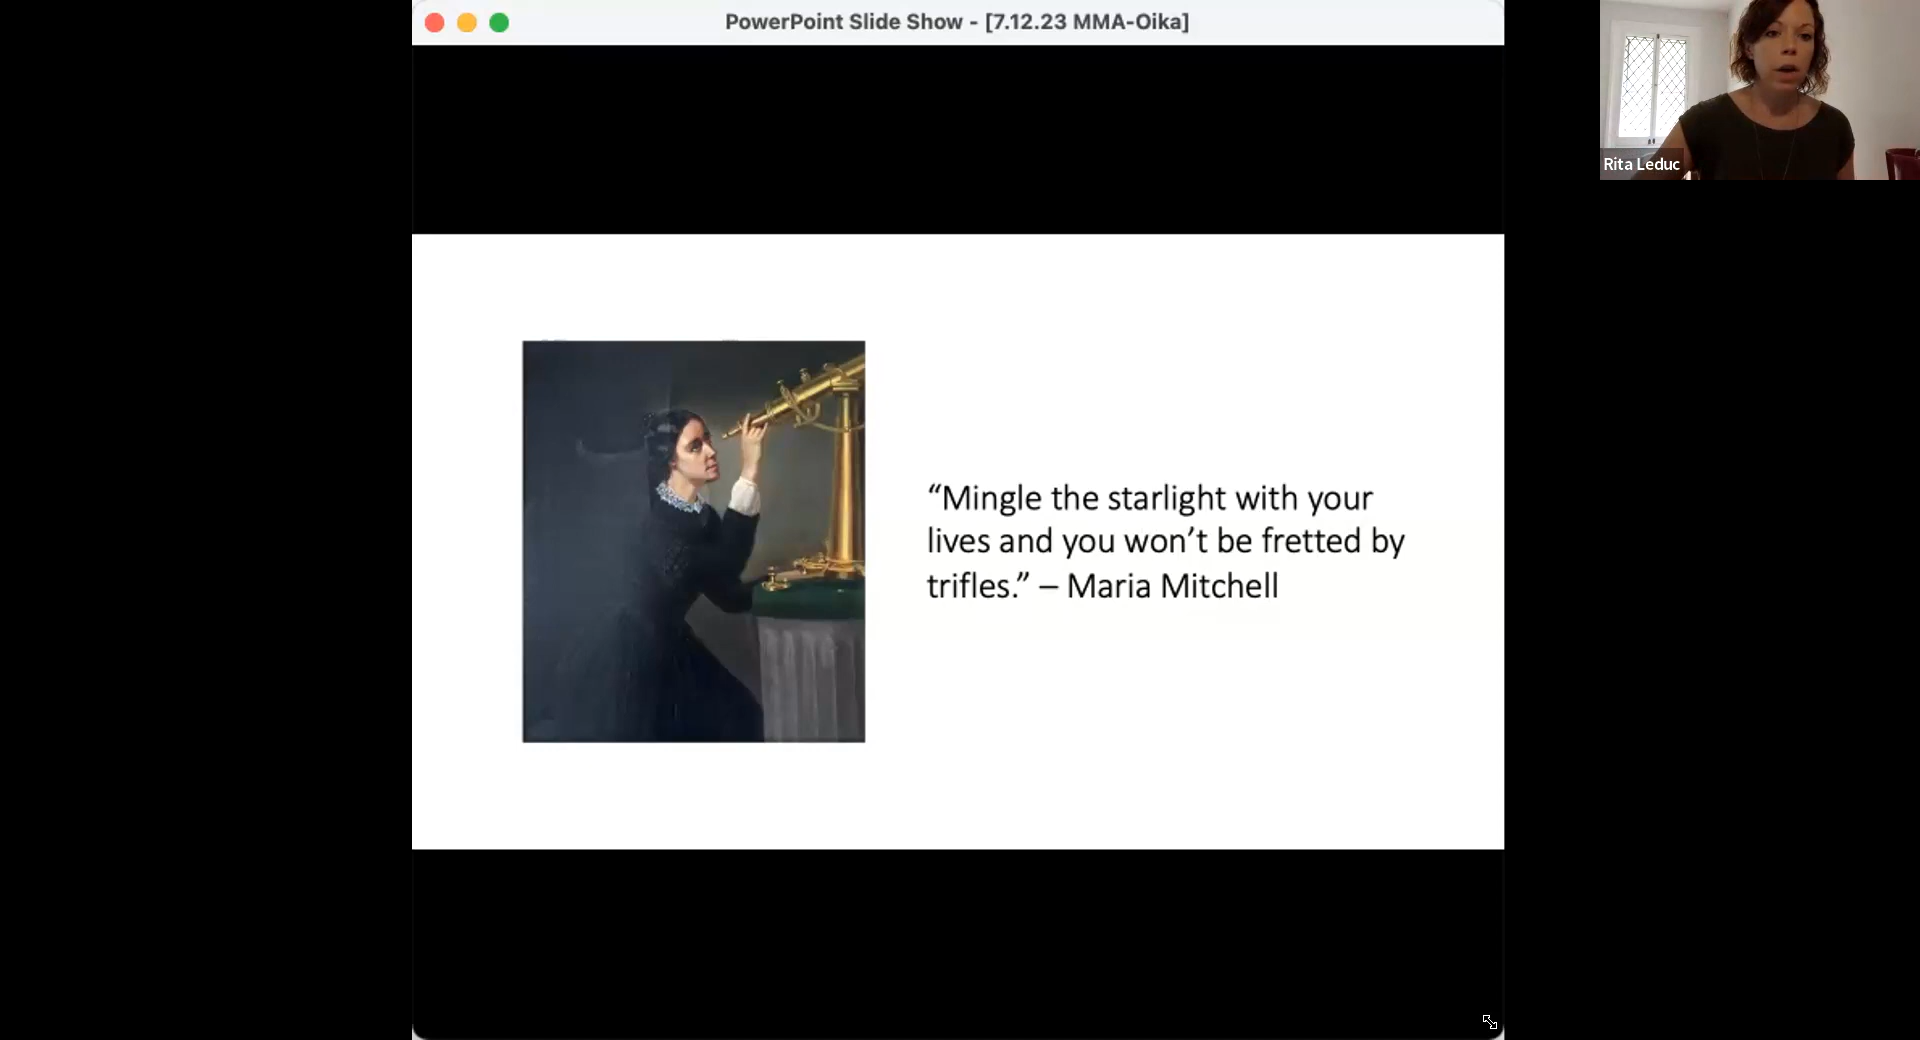 PowerPoint Slide Show - [7.12.23 MMA-Oika]
Rita Leduc
“Mingle the starlight with your
lives and you won’t be fretted by
trifles.” – Maria Mitchell